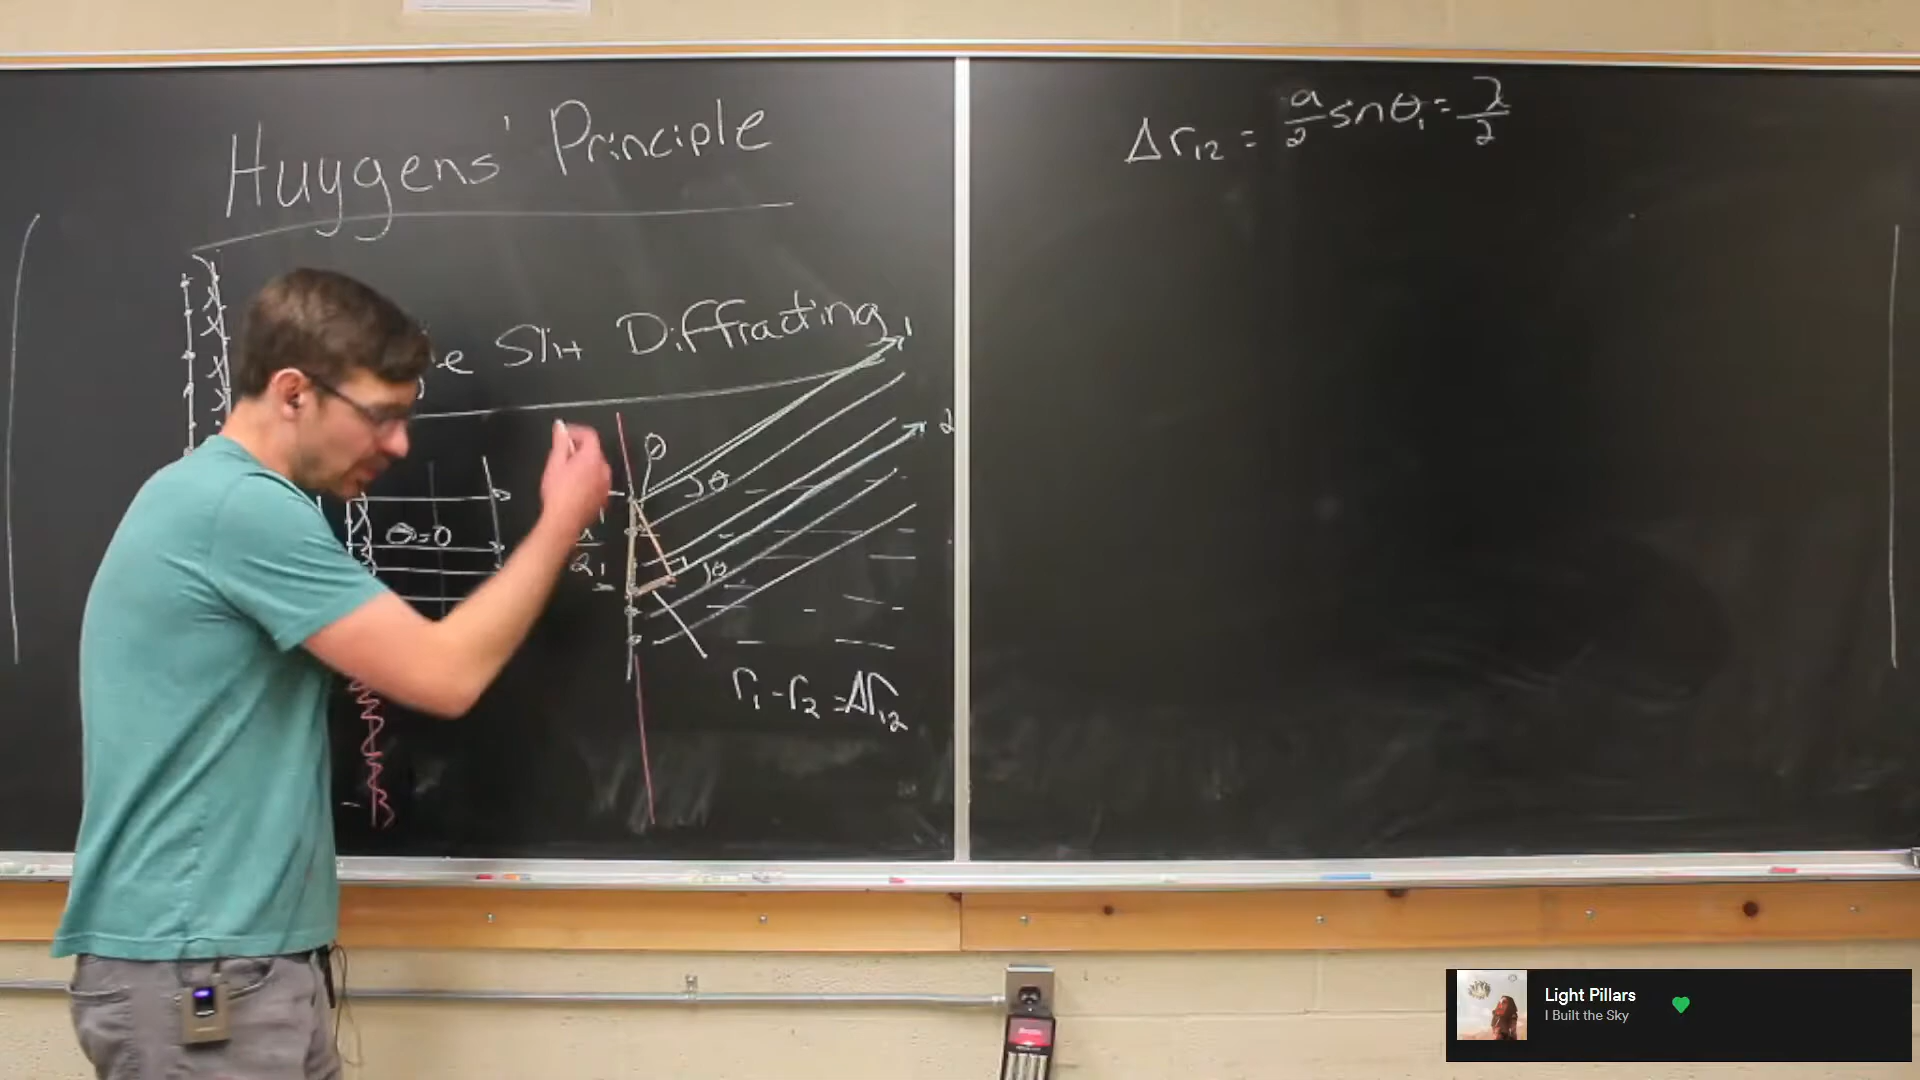 Huygens' Principle
Slit Diffracting
1
2
θ
θ
θ
θ=0
2
r₁ - r₂ = Δr₁₂
Δr₁₂ = a/2 sinθ₁ = λ/2
Light Pillars
I Built the Sky